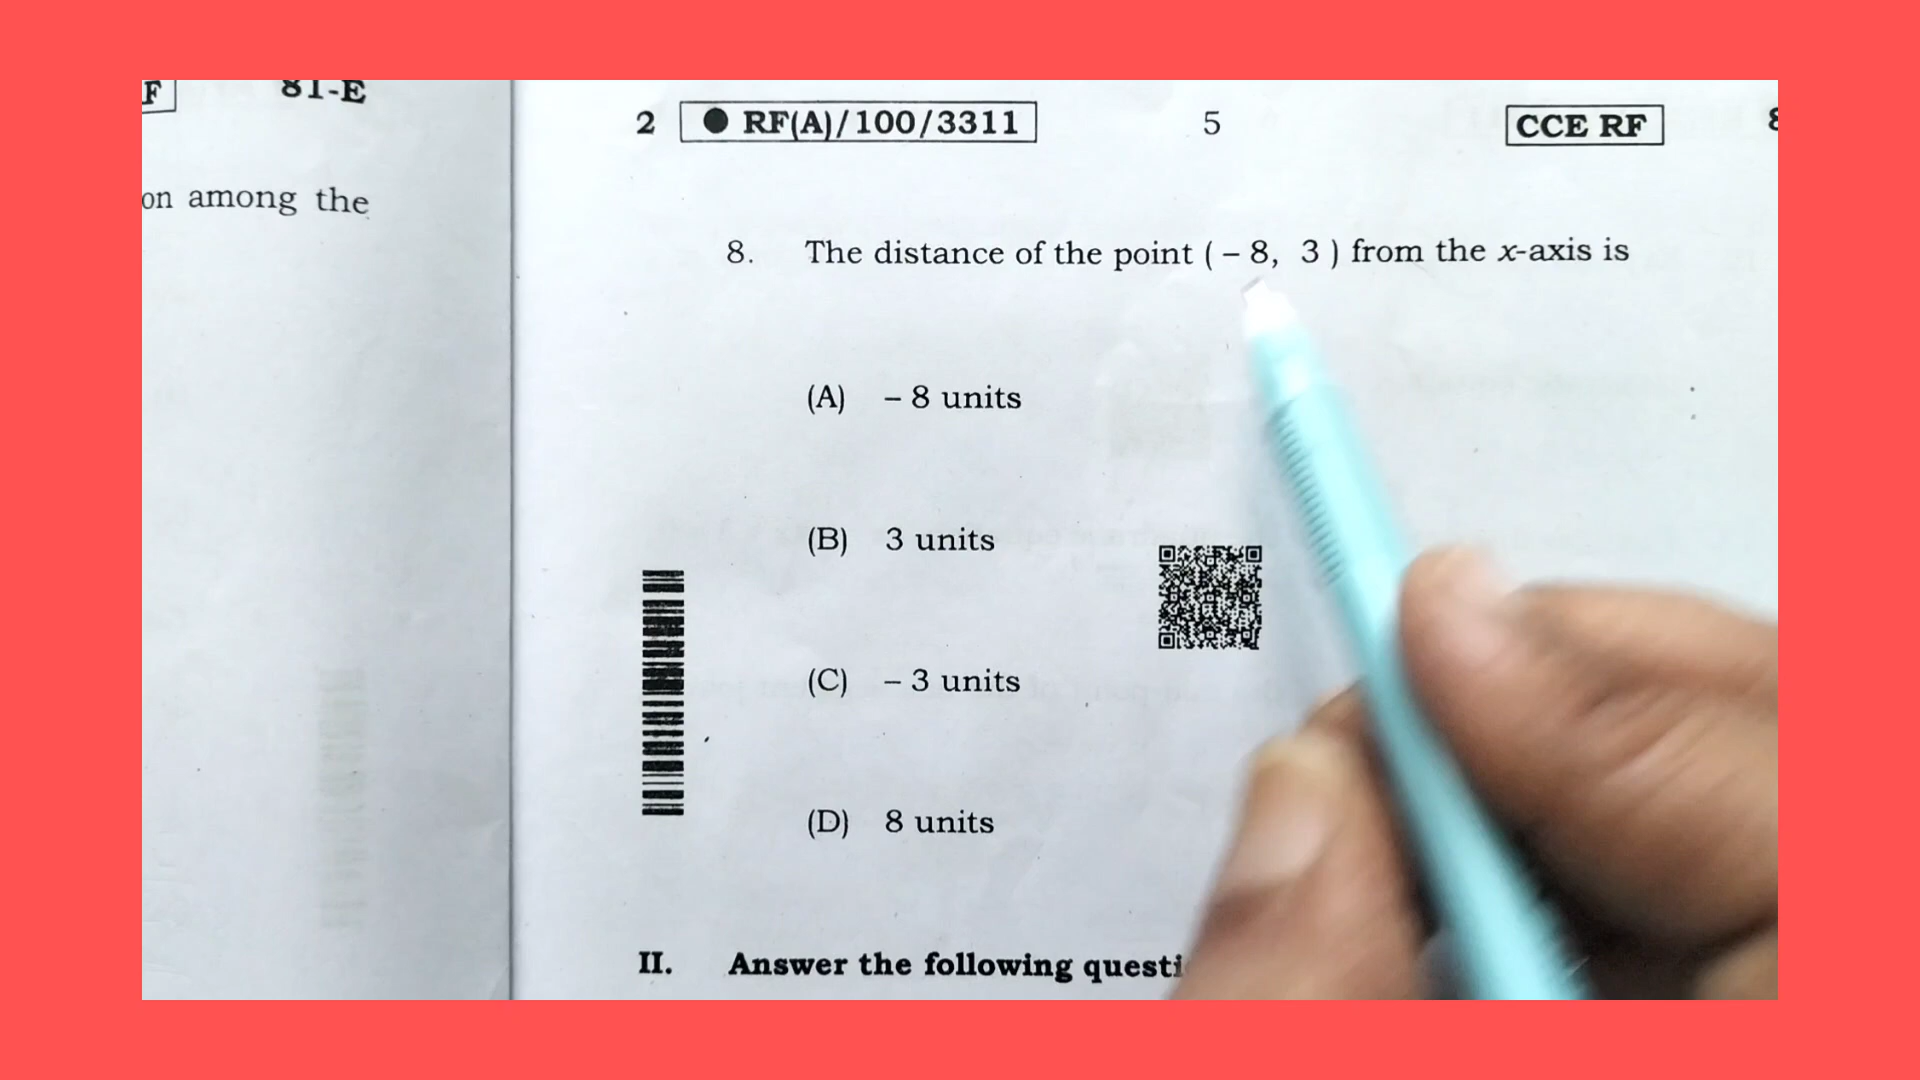 F 81-E
on among the
2 ● RF(A)/100/3311 5 CCE RF
8. The distance of the point ( – 8, 3 ) from the x-axis is
(A) – 8 units
(B) 3 units
(C) – 3 units
(D) 8 units
II. Answer the following questi